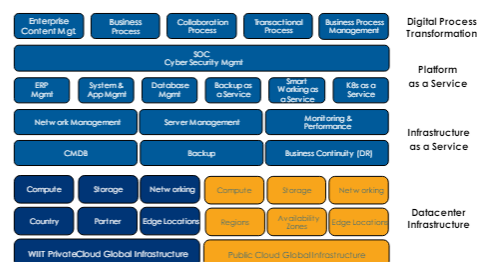 Enterprise
Content Mgt.
Business
Process
Collaboration
Process
Transactional
Process
Business Process
Management
Digital Process
Transformation
SOC
Cyber Security Mgmt
Platform
as a Service
ERP
Mgmt
System &
App Mgmt
Database
Mgmt
Backup as
a Service
Smart
Working as
a Service
K8s as a
Service
Network Management
Server Management
Monitoring &
Performance
Infrastructure
as a Service
CMDB
Backup
Business Continuity (DR)
Compute
Storage
Networking
Compute
Storage
Networking
Country
Partner
Edge Locations
Regions
Availability
Zones
Edge Locations
Datacenter
Infrastructure
WIIT PrivateCloud Global Infrastructure
Public Cloud Global Infrastructure